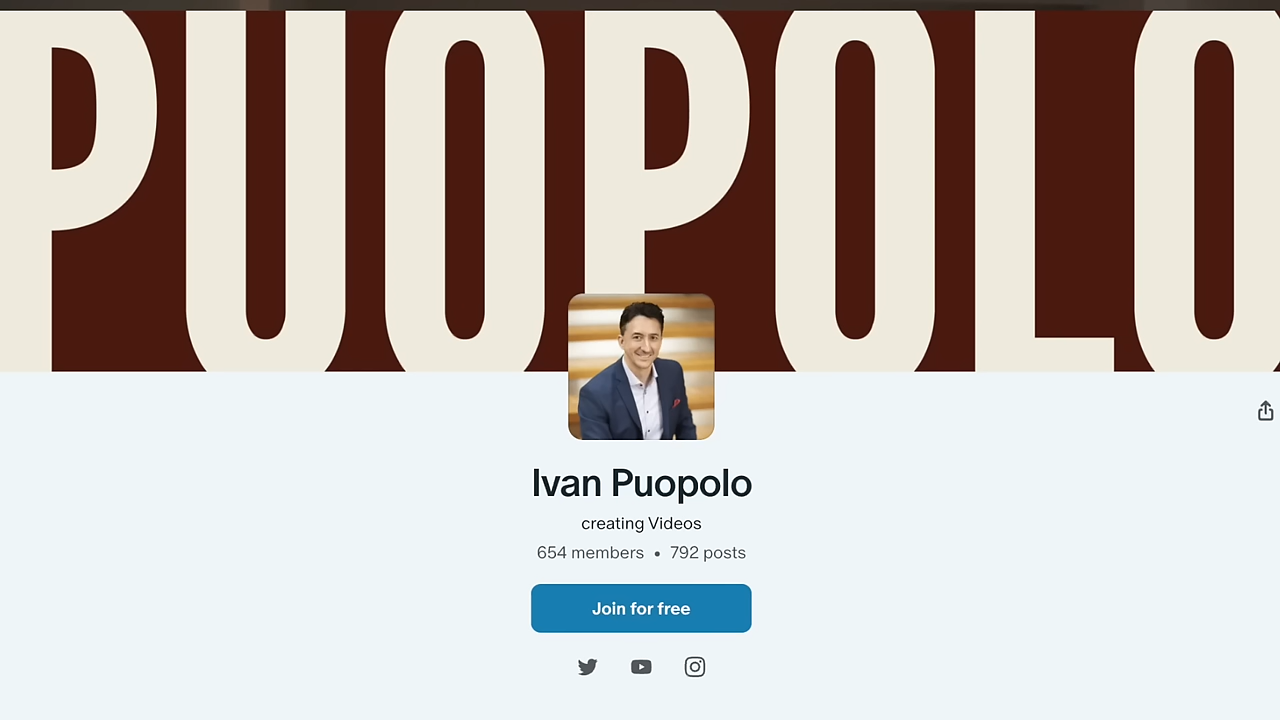 PUOPOLO
Ivan Puopolo
creating Videos
654 members • 792 posts
Join for free